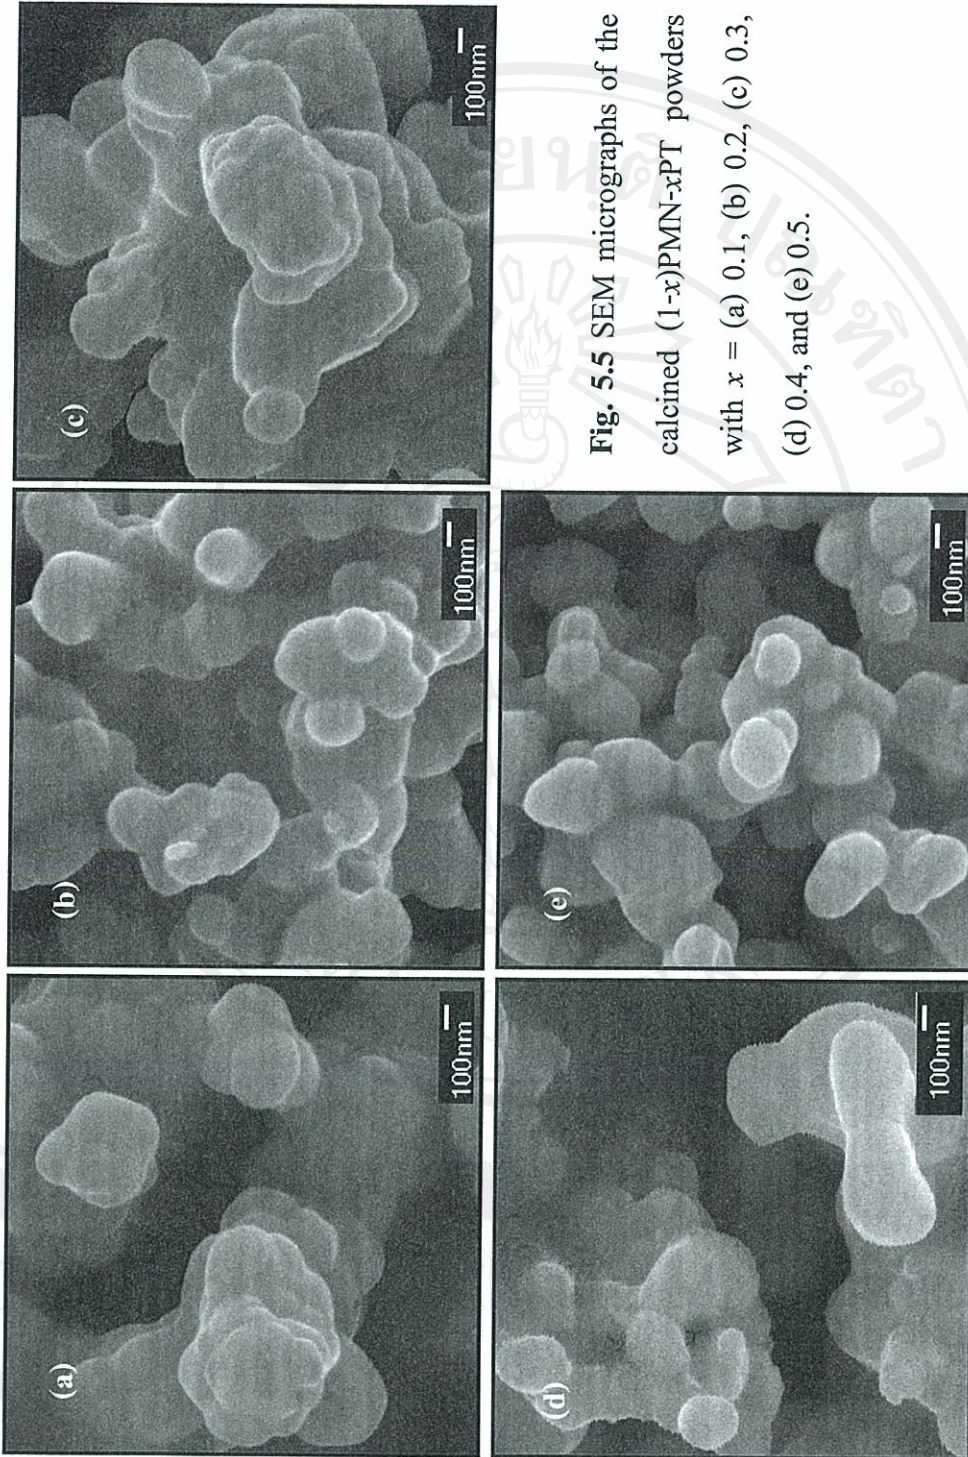 (a)
100nm
(b)
100nm
(c)
100nm
(d)
100nm
(e)
100nm
Fig. 5.5 SEM micrographs of the
calcined (1-x)PMN-xPT powders
with x = (a) 0.1, (b) 0.2, (c) 0.3,
(d) 0.4, and (e) 0.5.